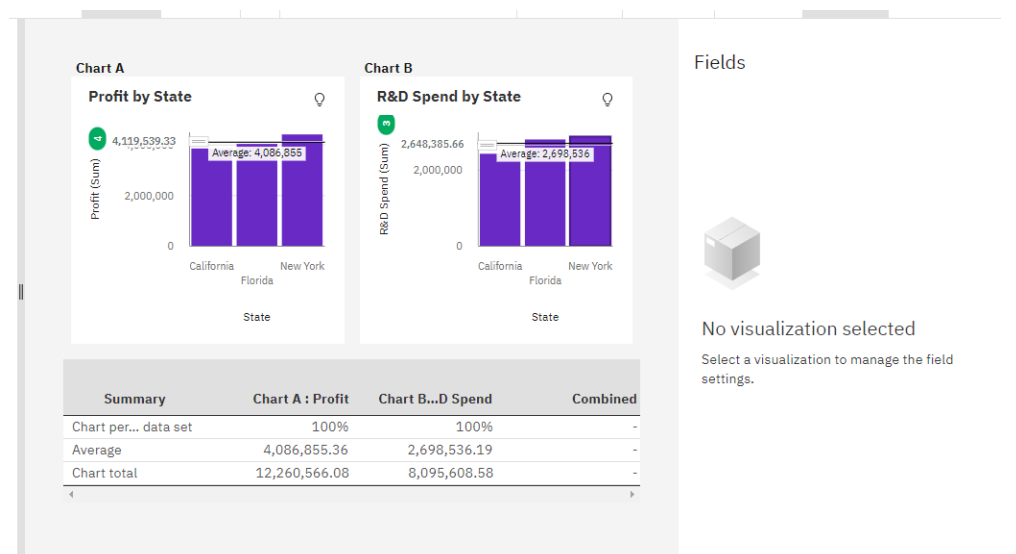 Chart A
Profit by State
4
4,119,539.33
Average: 4,086,855
2,000,000
0
Profit (Sum)
California
Florida
New York
State
Chart B
R&D Spend by State
3
2,648,385.66
Average: 2,698,536
2,000,000
0
R&D Spend (Sum)
California
Florida
New York
State
Summary Chart A : Profit Chart B...D Spend Combined
Chart per... data set 100% 100% -
Average 4,086,855.36 2,698,536.19 -
Chart total 12,260,566.08 8,095,608.58 -
Fields
No visualization selected
Select a visualization to manage the field
settings.